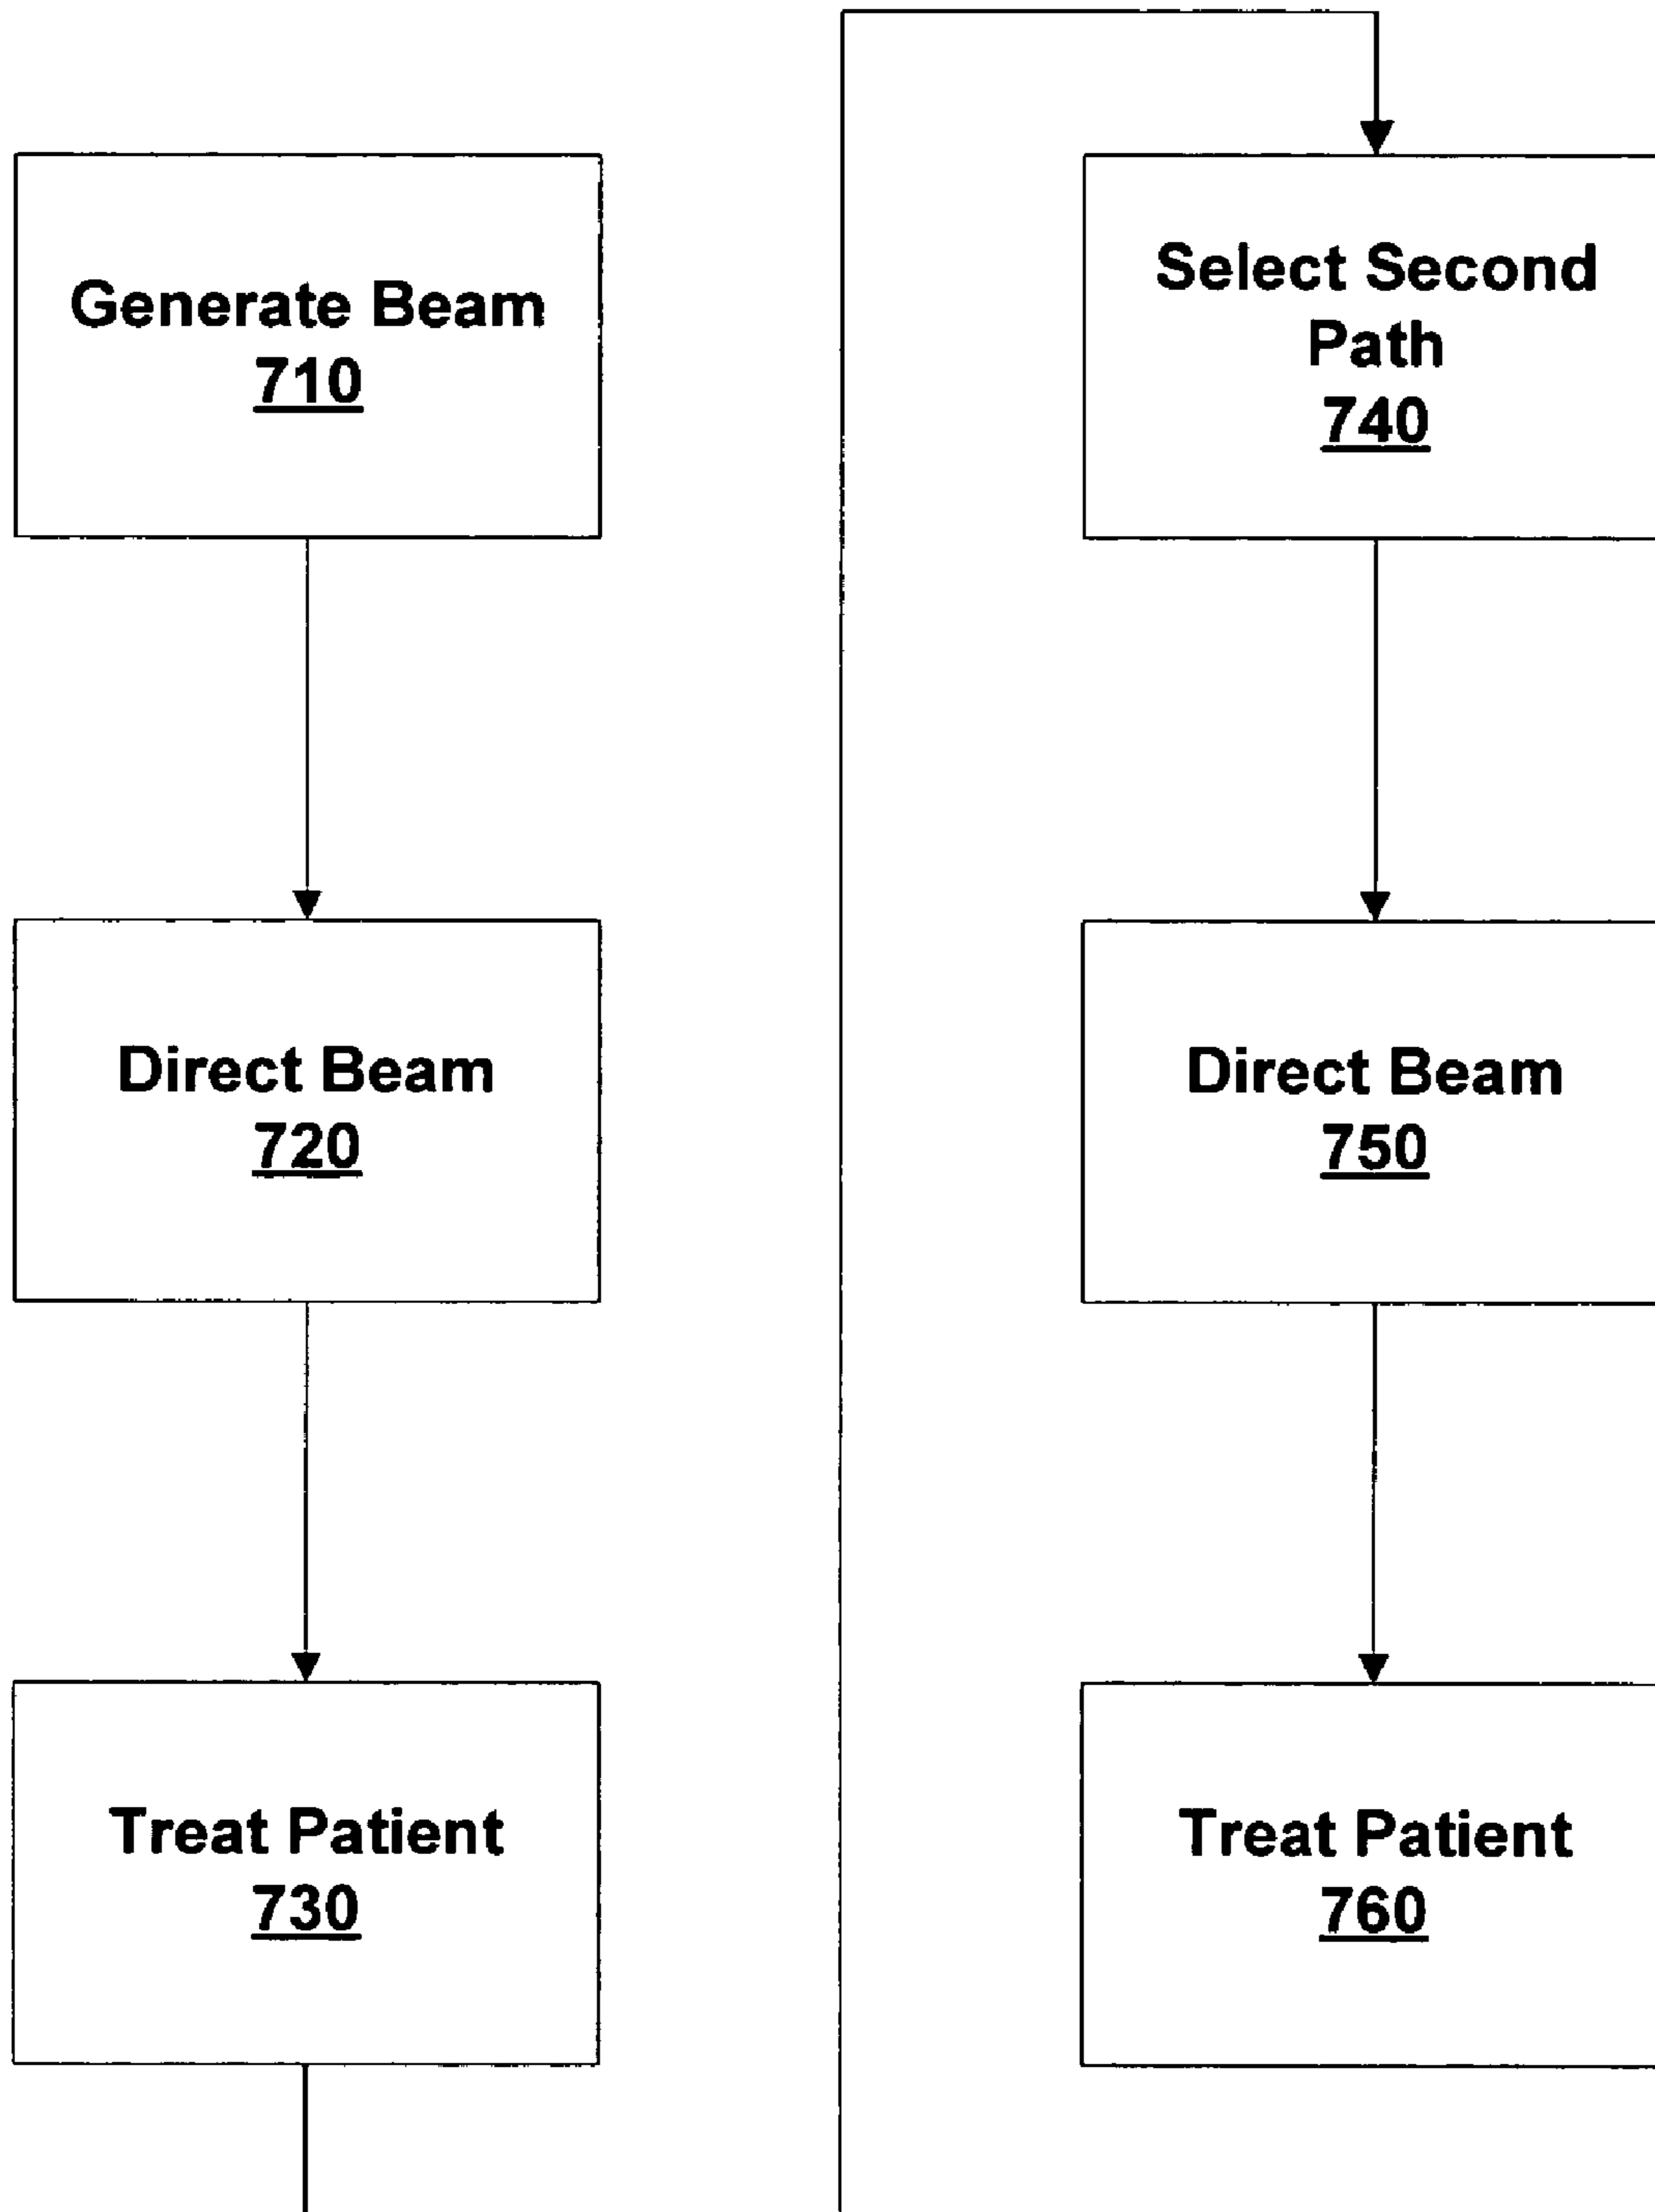 Generate Beam
710
Direct Beam
720
Treat Patient
730
Select Second
Path
740
Direct Beam
750
Treat Patient
760